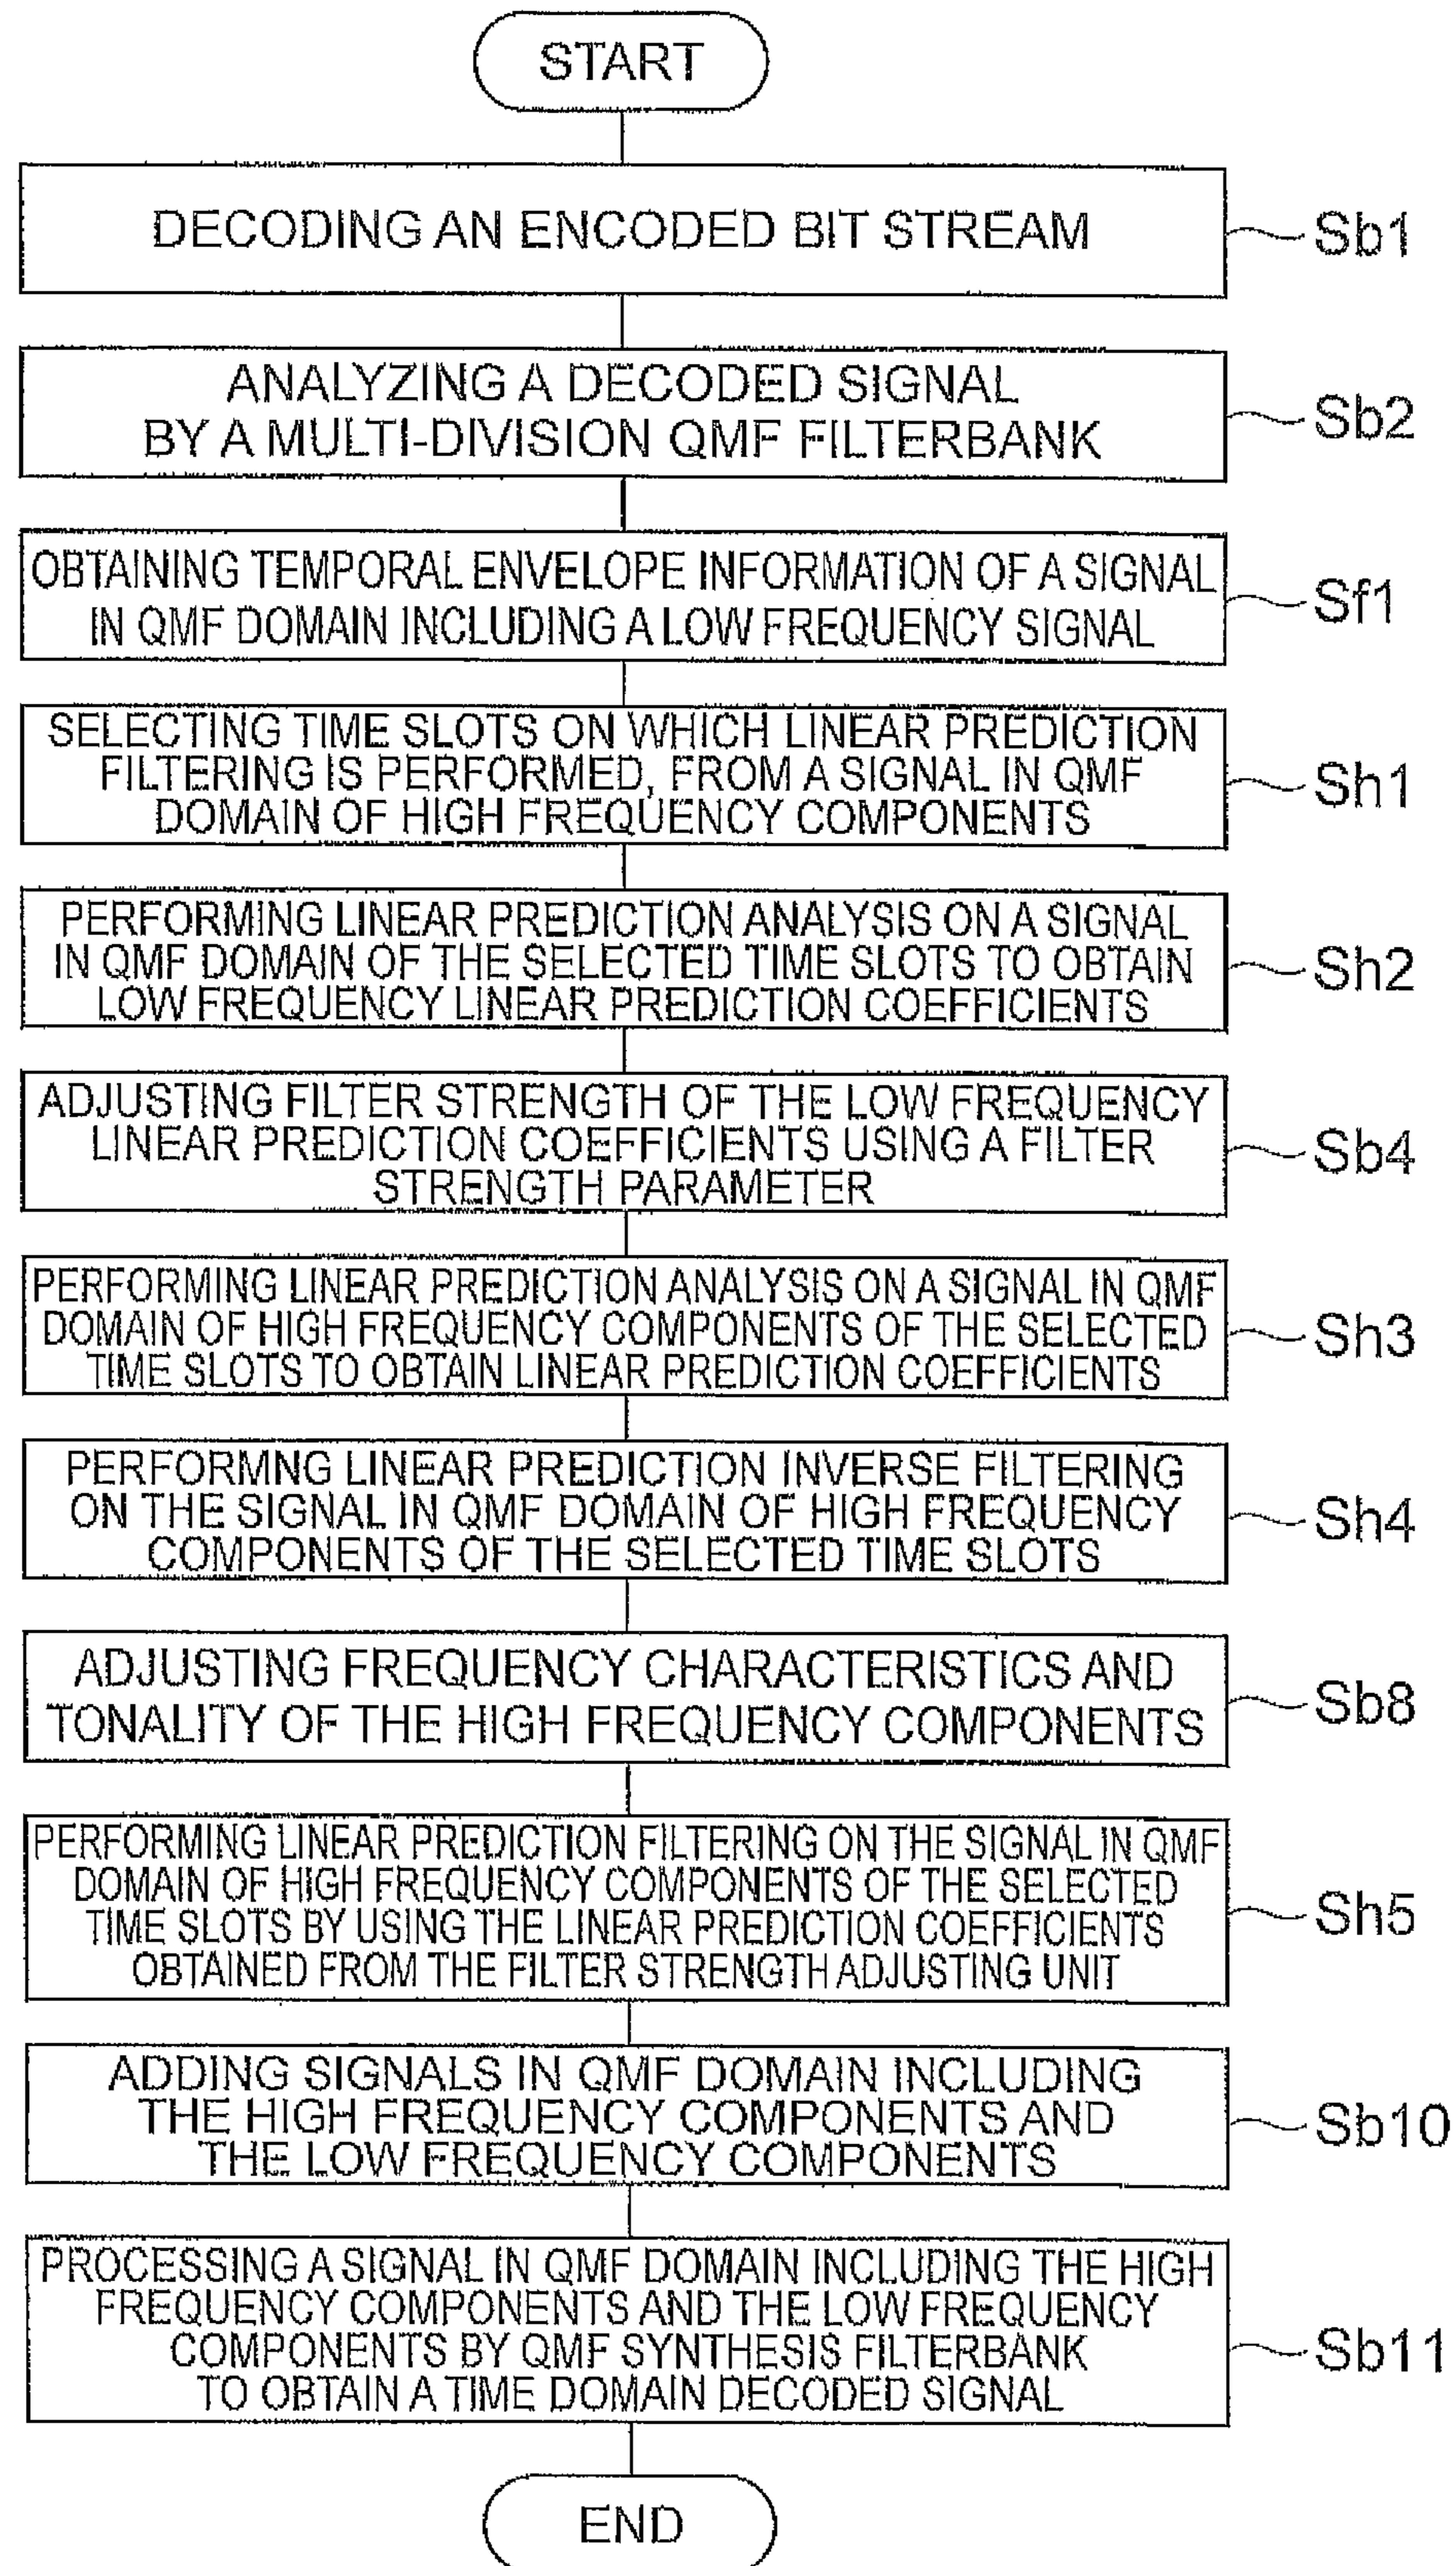 START
DECODING AN ENCODED BIT STREAM
Sb1
ANALYZING A DECODED SIGNAL
BY A MULTI-DIVISION QMF FILTERBANK
Sb2
OBTAINING TEMPORAL ENVELOPE INFORMATION OF A SIGNAL
IN QMF DOMAIN INCLUDING A LOW FREQUENCY SIGNAL
Sf1
SELECTING TIME SLOTS ON WHICH LINEAR PREDICTION
FILTERING IS PERFORMED, FROM A SIGNAL IN QMF
DOMAIN OF HIGH FREQUENCY COMPONENTS
Sh1
PERFORMING LINEAR PREDICTION ANALYSIS ON A SIGNAL
IN QMF DOMAIN OF THE SELECTED TIME SLOTS TO OBTAIN
LOW FREQUENCY LINEAR PREDICTION COEFFICIENTS
Sh2
ADJUSTING FILTER STRENGTH OF THE LOW FREQUENCY
LINEAR PREDICTION COEFFICIENTS USING A FILTER
STRENGTH PARAMETER
Sb4
PERFORMING LINEAR PREDICTION ANALYSIS ON A SIGNAL IN QMF
DOMAIN OF HIGH FREQUENCY COMPONENTS OF THE SELECTED
TIME SLOTS TO OBTAIN LINEAR PREDICTION COEFFICIENTS
Sh3
PERFORMNG LINEAR PREDICTION INVERSE FILTERING
ON THE SIGNAL IN QMF DOMAIN OF HIGH FREQUENCY
COMPONENTS OF THE SELECTED TIME SLOTS
Sh4
ADJUSTING FREQUENCY CHARACTERISTICS AND
TONALITY OF THE HIGH FREQUENCY COMPONENTS
Sb8
PERFORMING LINEAR PREDICTION FILTERING ON THE SIGNAL IN QMF
DOMAIN OF HIGH FREQUENCY COMPONENTS OF THE SELECTED
TIME SLOTS BY USING THE LINEAR PREDICTION COEFFICIENTS
OBTAINED FROM THE FILTER STRENGTH ADJUSTING UNIT
Sh5
ADDING SIGNALS IN QMF DOMAIN INCLUDING
THE HIGH FREQUENCY COMPONENTS AND
THE LOW FREQUENCY COMPONENTS
Sb10
PROCESSING A SIGNAL IN QMF DOMAIN INCLUDING THE HIGH
FREQUENCY COMPONENTS AND THE LOW FREQUENCY
COMPONENTS BY QMF SYNTHESIS FILTERBANK
TO OBTAIN A TIME DOMAIN DECODED SIGNAL
Sb11
END